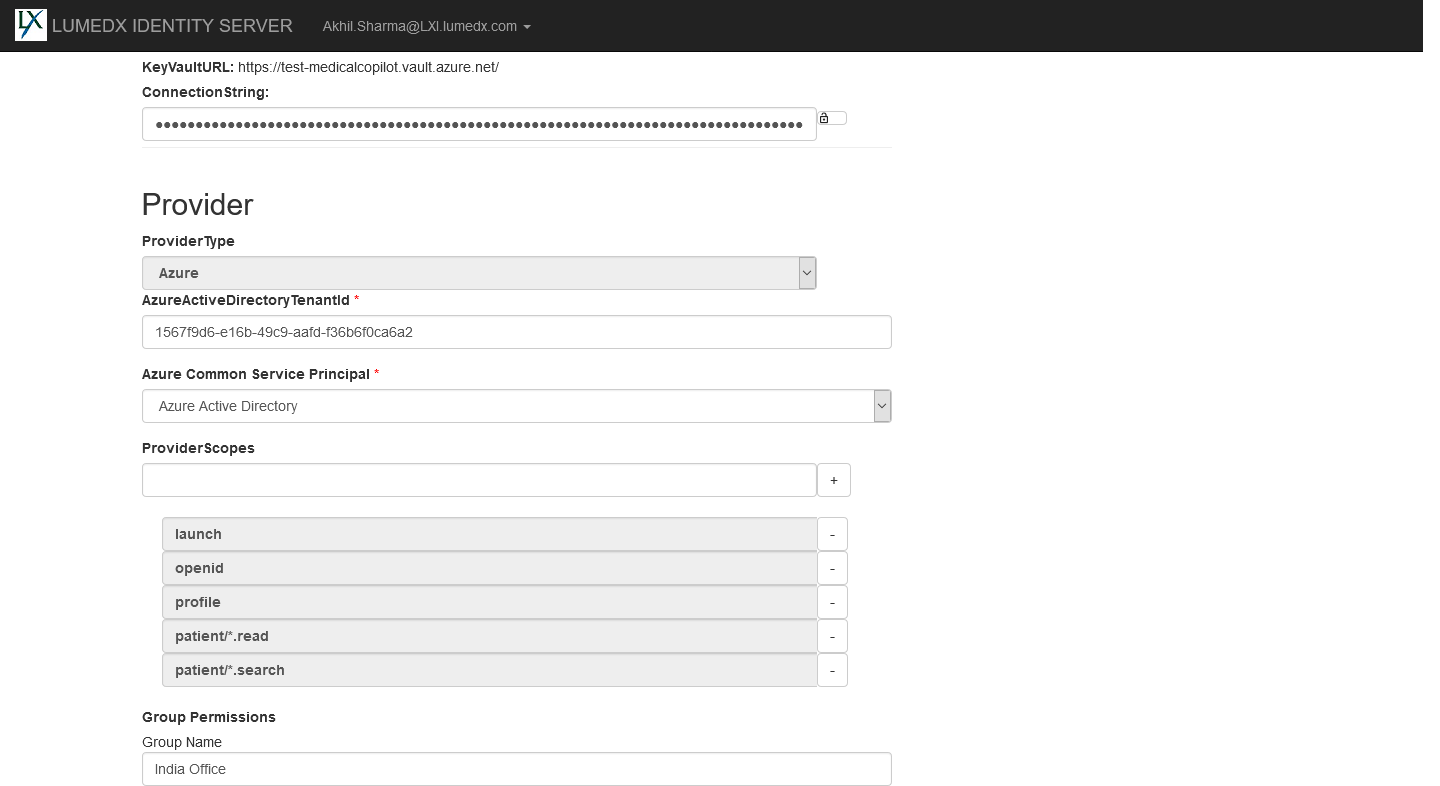 LX LUMEDX IDENTITY SERVER Akhil.Sharma@LXI.lumedx.com
KeyVaultURL: https://test-medicalcopilot.vault.azure.net/
ConnectionString:
Provider
ProviderType
Azure
AzureActiveDirectoryTenantId *
1567f9d6-e16b-49c9-aafd-f36b6f0ca6a2
Azure Common Service Principal *
Azure Active Directory
ProviderScopes
+
launch -
openid -
profile -
patient/*.read -
patient/*.search -
Group Permissions
Group Name
India Office